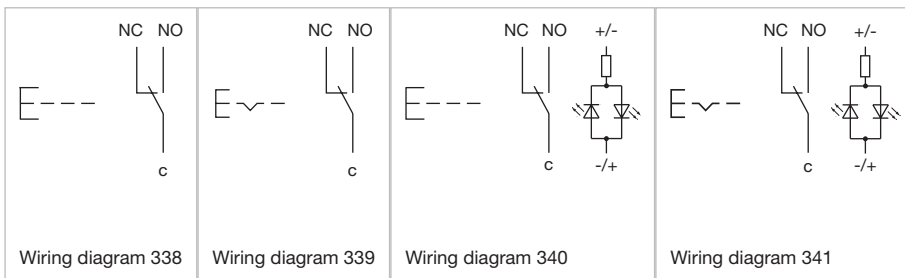 NC NO
c
Wiring diagram 338
NC NO
c
Wiring diagram 339
NC NO +/-
c -/+
Wiring diagram 340
NC NO +/-
c -/+
Wiring diagram 341